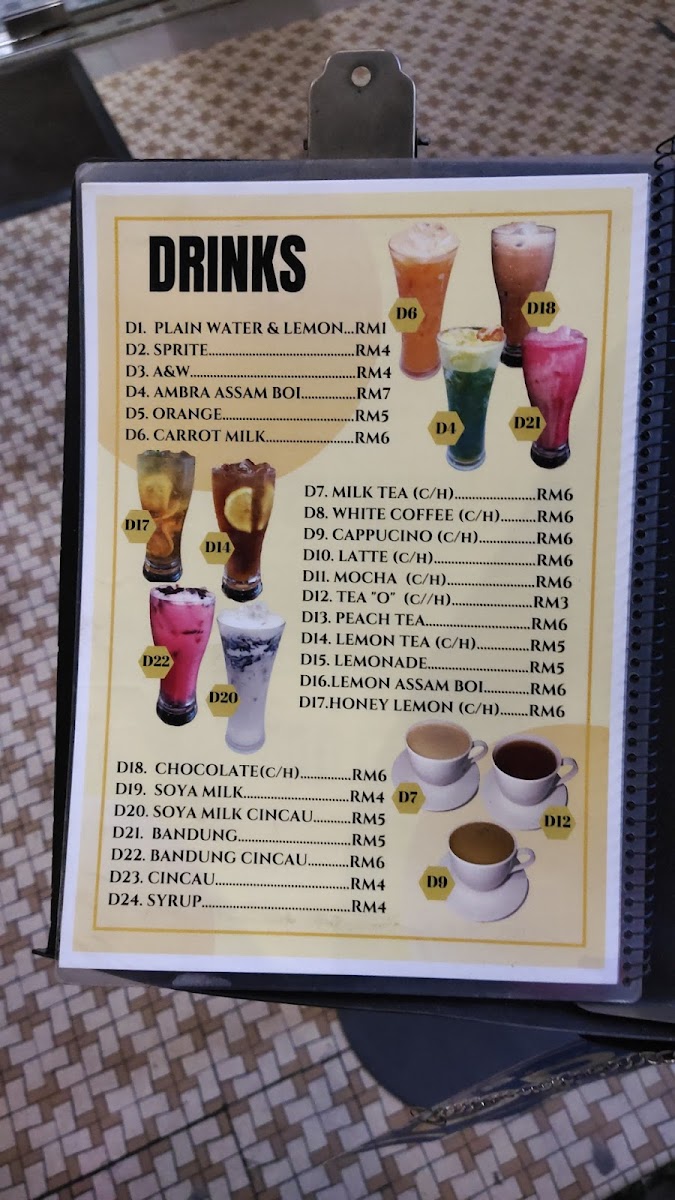 DRINKS
D1. PLAIN WATER & LEMON...RM1
D2. SPRITE...................................RM4
D3. A&W.......................................RM4
D4. AMBRA ASSAM BOI.............RM7
D5. ORANGE................................RM5
D6. CARROT MILK.....................RM6
D6
D18
D4
D21
D17
D14
D22
D20
D7. MILK TEA (C/H)......................RM6
D8. WHITE COFFEE (C/H)..........RM6
D9. CAPPUCINO (C/H)................RM6
D10. LATTE (C/H)..........................RM6
D11. MOCHA (C/H)........................RM6
D12. TEA "O" (C//H)......................RM3
D13. PEACH TEA............................RM6
D14. LEMON TEA (C/H)...............RM5
D15. LEMONADE...........................RM5
D16.LEMON ASSAM BOI............RM6
D17.HONEY LEMON (C/H)........RM6
D7
D12
D9
D18. CHOCOLATE(C/H).............RM6
D19. SOYA MILK...........................RM4
D20. SOYA MILK CINCAU.........RM5
D21. BANDUNG.............................RM5
D22. BANDUNG CINCAU..........RM6
D23. CINCAU..................................RM4
D24. SYRUP.....................................RM4